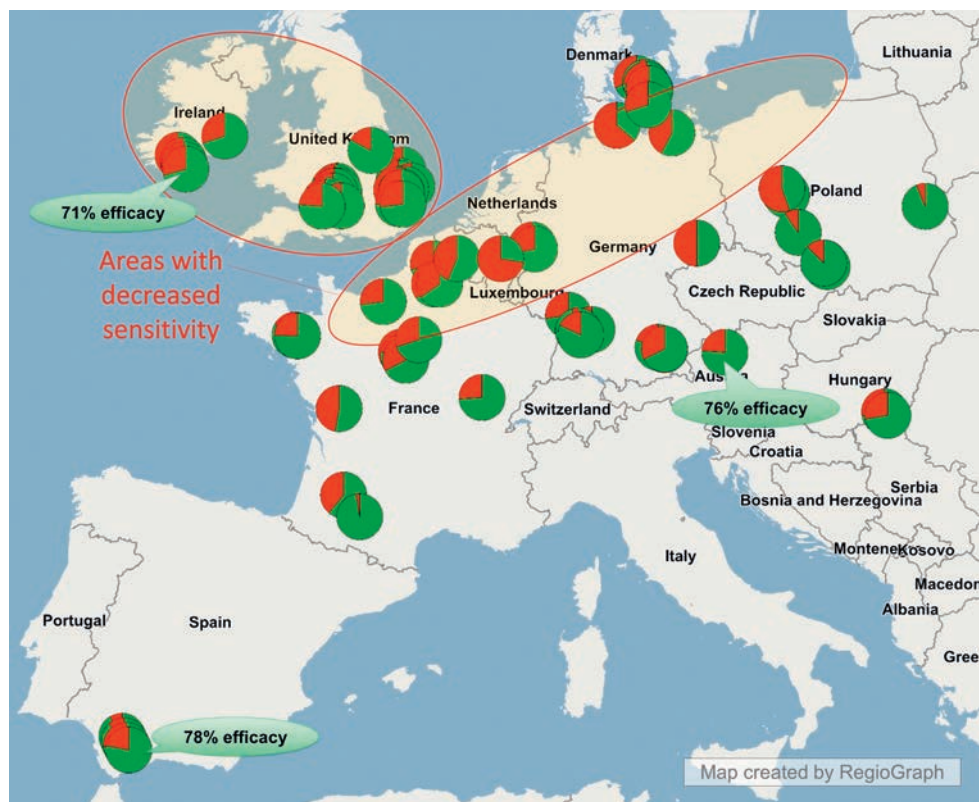 Denmark
Lithuania
Ireland
United Kingdom
71% efficacy
Netherlands
Poland
Areas with
decreased
sensitivity
Germany
Luxembourg
Czech Republic
Slovakia
France
Switzerland
Austria
Hungary
76% efficacy
Slovenia
Croatia
Serbia
Bosnia and Herzegovina
Kosovo
Italy
Macedon
Albania
Portugal
Spain
Gree
78% efficacy
Map created by RegioGraph